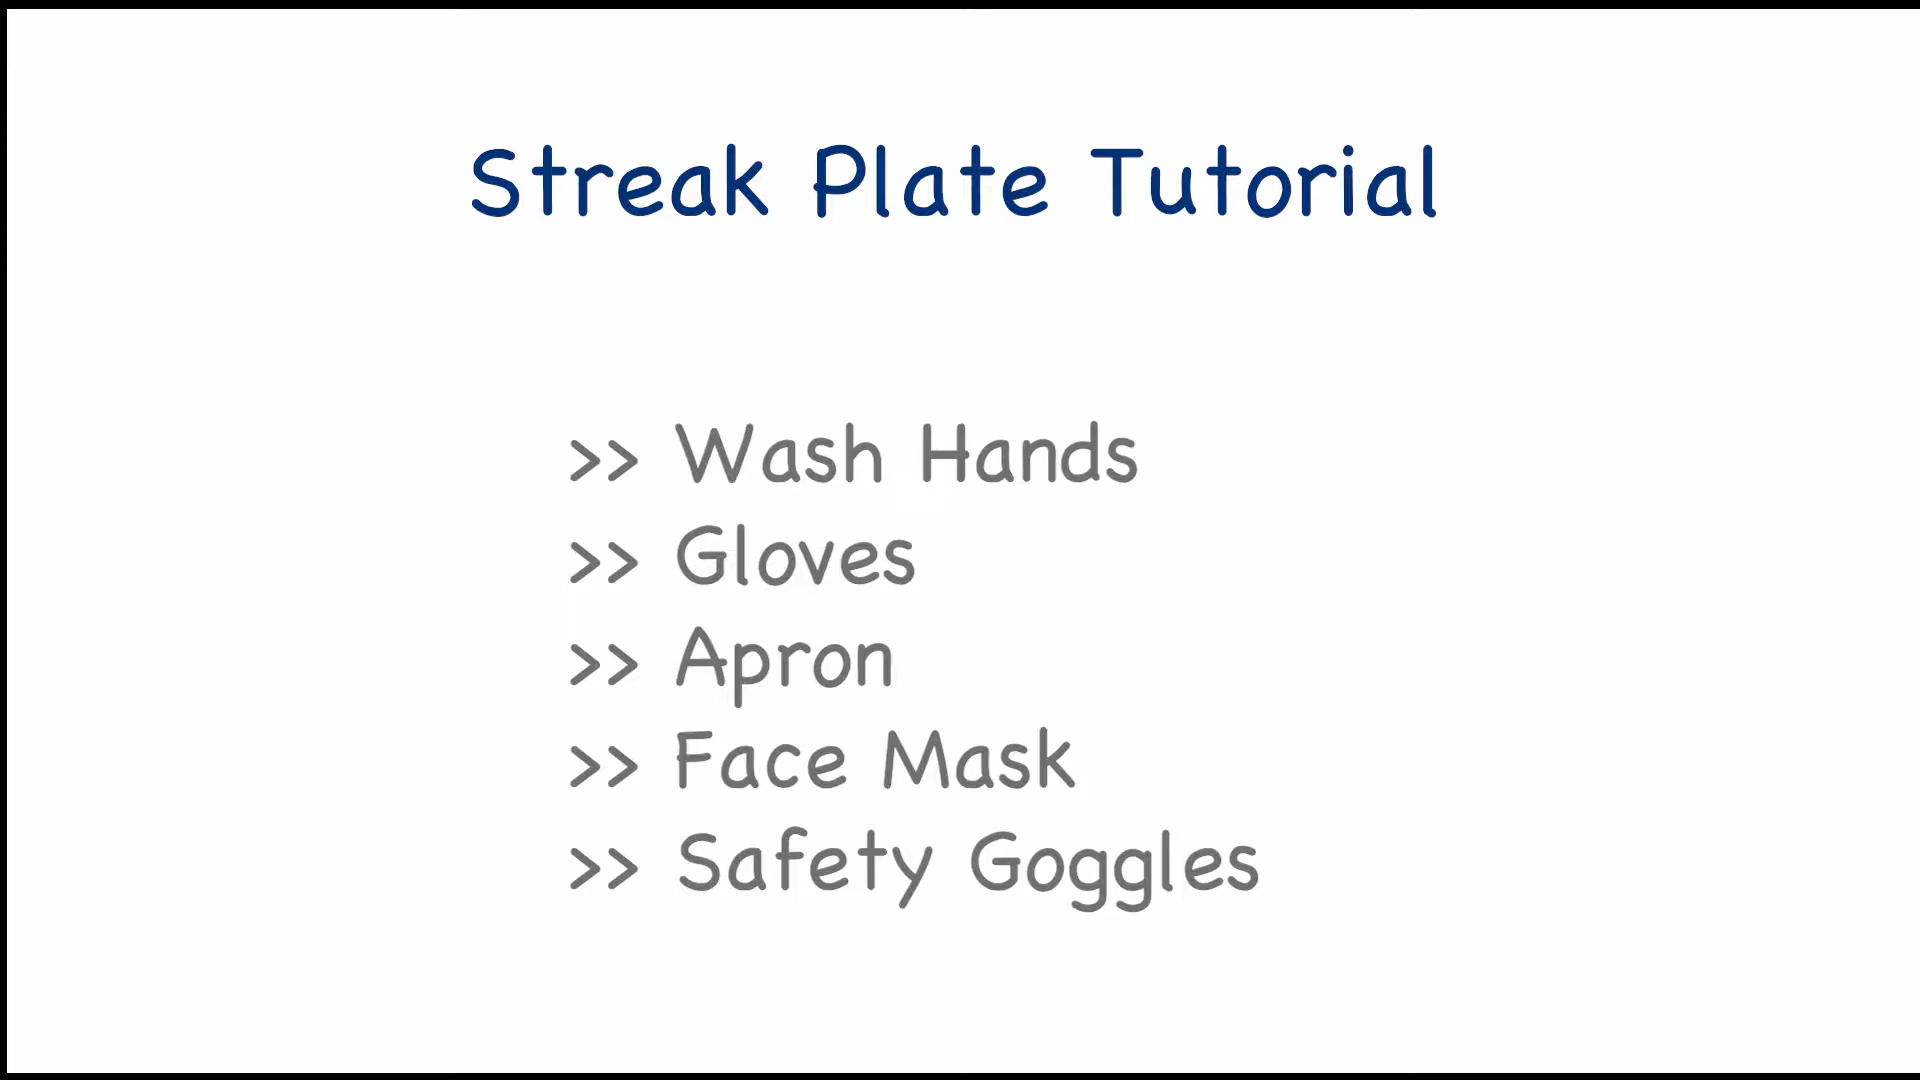 Streak Plate Tutorial
>> Wash Hands
>> Gloves
>> Apron
>> Face Mask
>> Safety Goggles